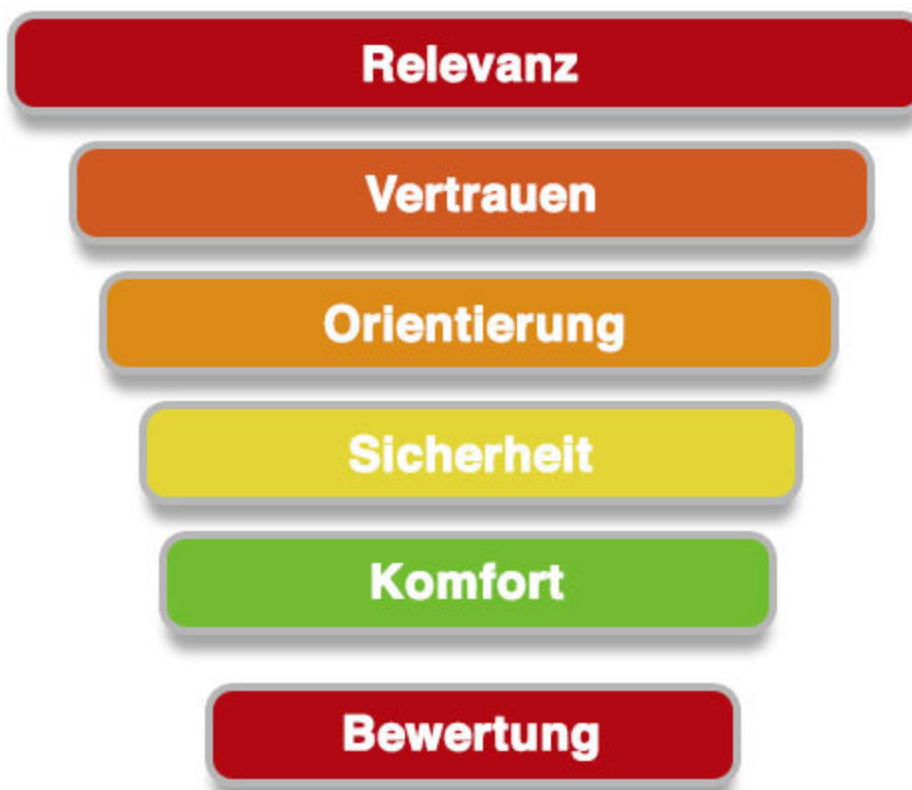 Relevanz
Vertrauen
Orientierung
Sicherheit
Komfort
Bewertung